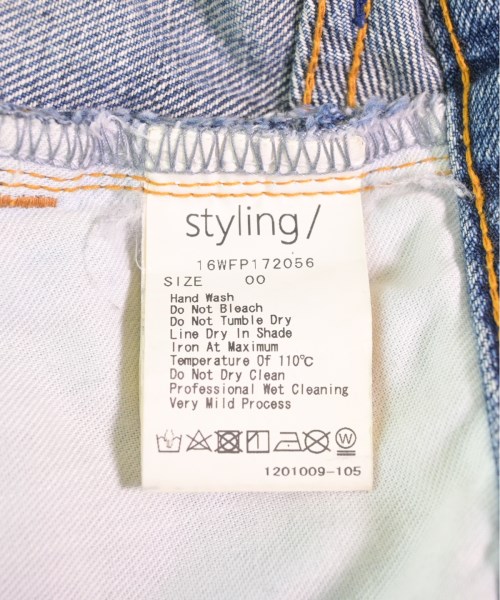 styling/
16WFP172056
SIZE 00
Hand Wash
Do Not Bleach
Do Not Tumble Dry
Line Dry In Shade
Iron At Maximum
Temperature Of 110℃
Do Not Dry Clean
Professional Wet Cleaning
Very Mild Process
W
1201009-105